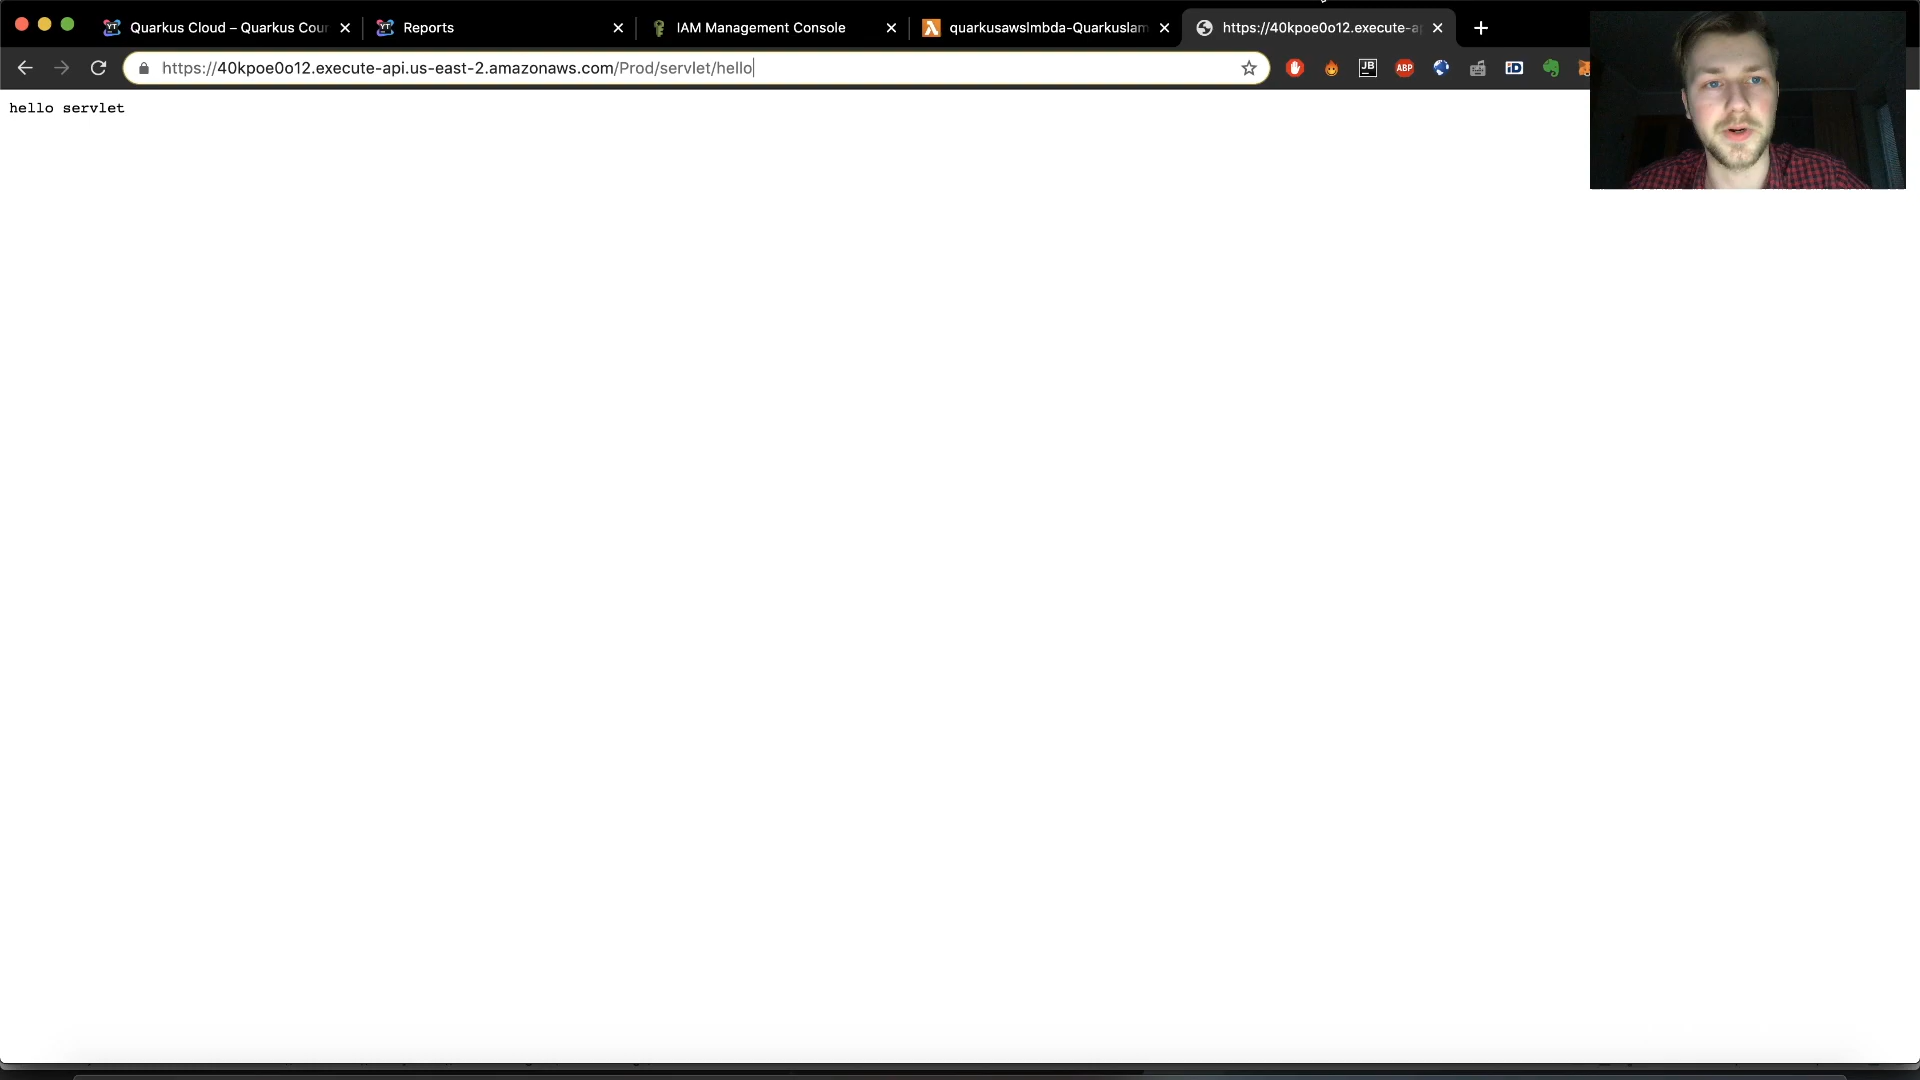 Quarkus Cloud – Quarkus Cour
Reports
IAM Management Console
quarkusawslmbda-Quarkuslam
https://40kpoe0o12.execute-a
https://40kpoe0o12.execute-api.us-east-2.amazonaws.com/Prod/servlet/hello
JB
ABP
iD
hello servlet